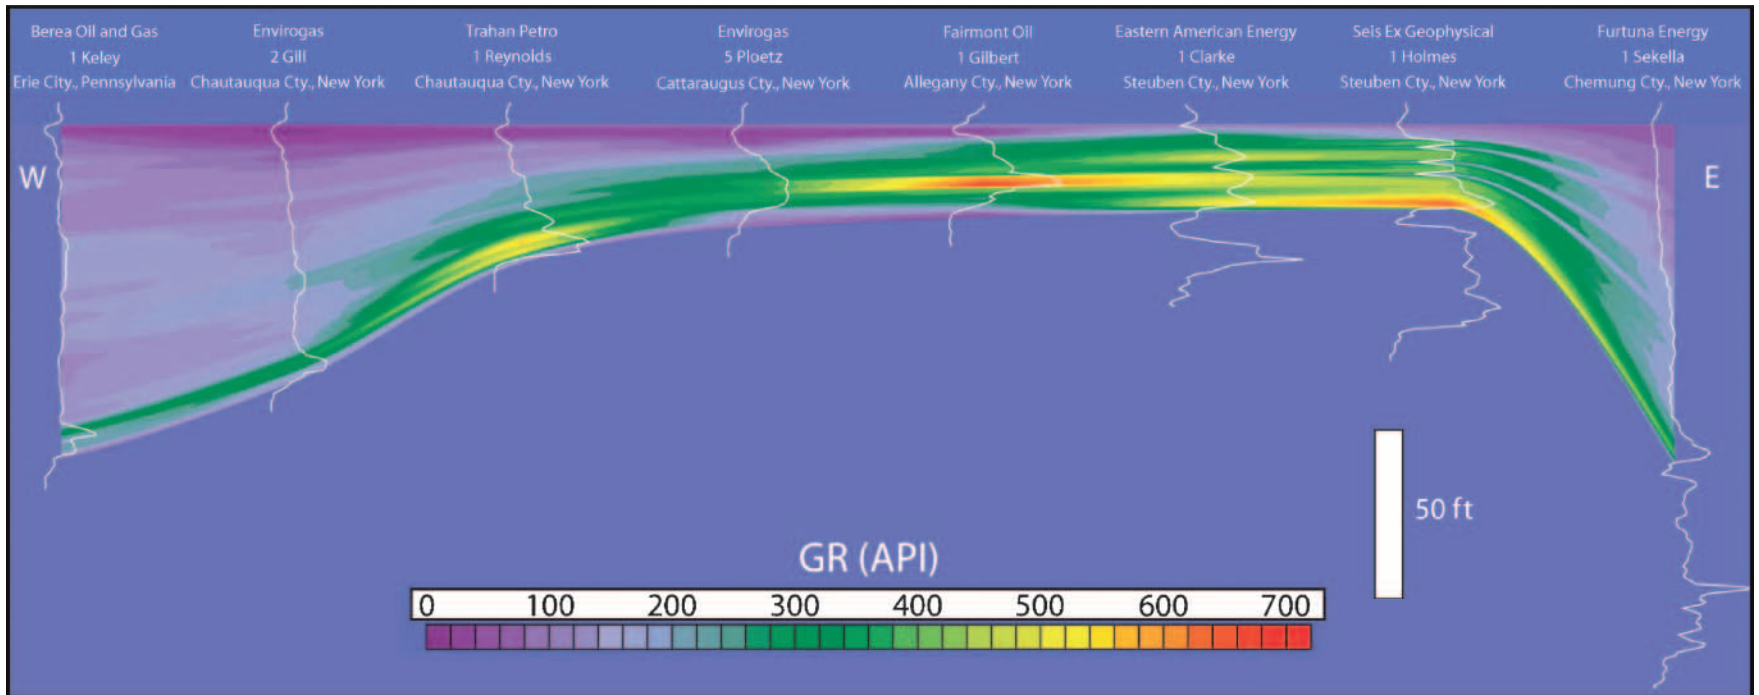 Berea Oil and Gas
1 Keley
Erie City., Pennsylvania
Envirogas
2 Gill
Chautauqua Cty., New York
Trahan Petro
1 Reynolds
Chautauqua Cty., New York
Envirogas
5 Ploetz
Cattaraugus Cty., New York
Fairmont Oil
1 Gilbert
Allegany Cty., New York
Eastern American Energy
1 Clarke
Steuben Cty., New York
Seis Ex Geophysical
1 Holmes
Steuben Cty., New York
Furtuna Energy
1 Sekella
Chemung Cty., New York
W
E
50 ft
GR (API)
0 100 200 300 400 500 600 700